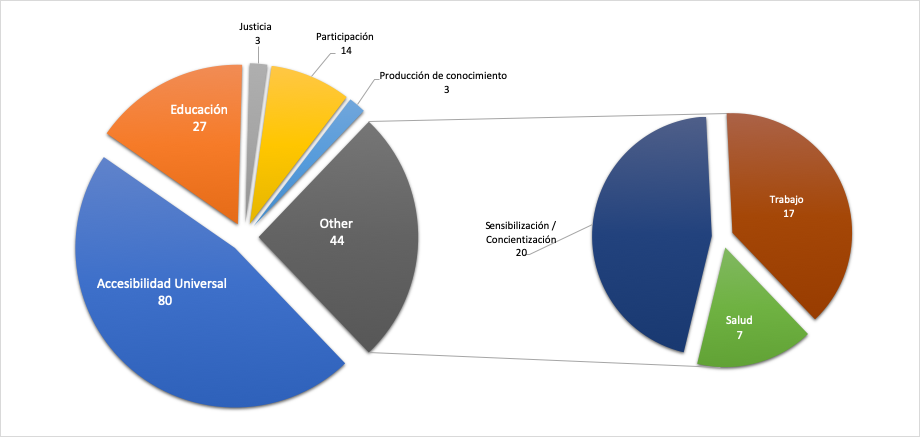 Justicia
3
Participación
14
Producción de conocimiento
3
Educación
27
Other
44
Accesibilidad Universal
80
Sensibilización /
Concientización
20
Trabajo
17
Salud
7